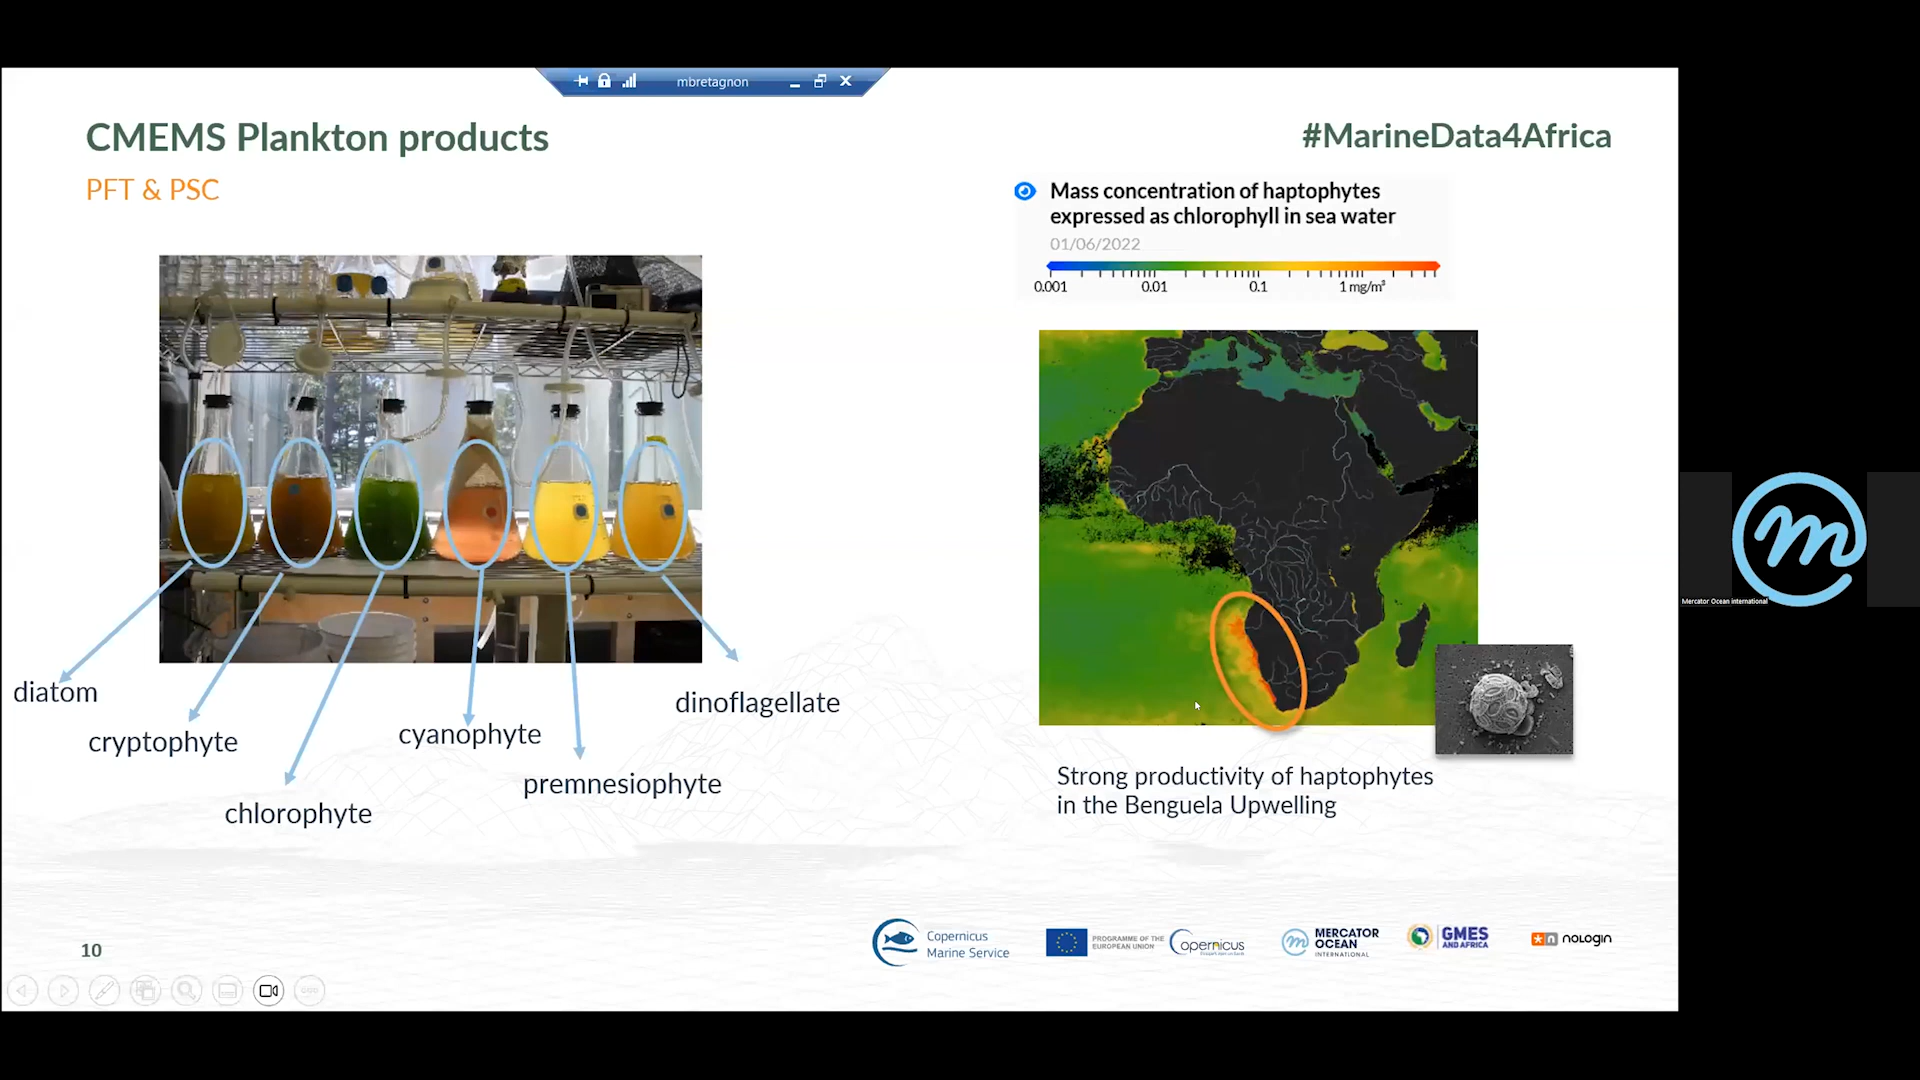 mbretagnon
CMEMS Plankton products
#MarineData4Africa
PFT & PSC
Mass concentration of haptophytes
expressed as chlorophyll in sea water
01/06/2022
0.001 0.01 0.1 1 mg/m³
diatom
cryptophyte
chlorophyte
cyanophyte
premnesiophyte
dinoflagellate
Strong productivity of haptophytes
in the Benguela Upwelling
Mercator Ocean international
10
Copernicus
Marine Service
PROGRAMME OF THE
EUROPEAN UNION
opernicus
MERCATOR
OCEAN
INTERNATIONAL
GMES
AND AFRICA
nologin